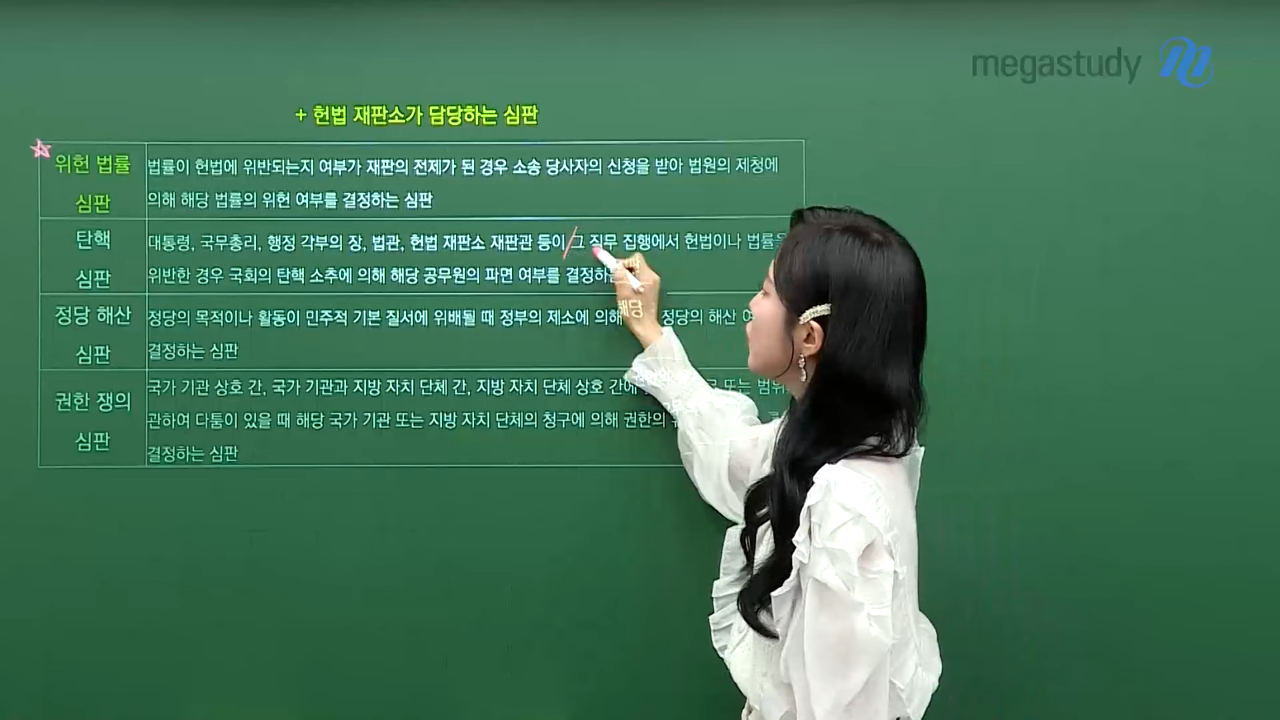 megastudy
+ 헌법 재판소가 담당하는 심판
위헌 법률
심판
법률이 헌법에 위반되는지 여부가 재판의 전제가 된 경우 소송 당사자의 신청을 받아 법원의 제청에
의해 해당 법률의 위헌 여부를 결정하는 심판
탄핵
심판
대통령, 국무총리, 행정 각부의 장, 법관, 헌법 재판소 재판관 등이 그 직무 집행에서 헌법이나 법률을
위반한 경우 국회의 탄핵 소추에 의해 해당 공무원의 파면 여부를 결정하는
정당 해산
심판
정당의 목적이나 활동이 민주적 기본 질서에 위배될 때 정부의 제소에 의해 해당 정당의 해산
결정하는 심판
권한 쟁의
심판
국가 기관 상호 간, 국가 기관과 지방 자치 단체 간, 지방 자치 단체 상호 간에 또는
관하여 다툼이 있을 때 해당 국가 기관 또는 지방 자치 단체의 청구에 의해 권한의
결정하는 심판